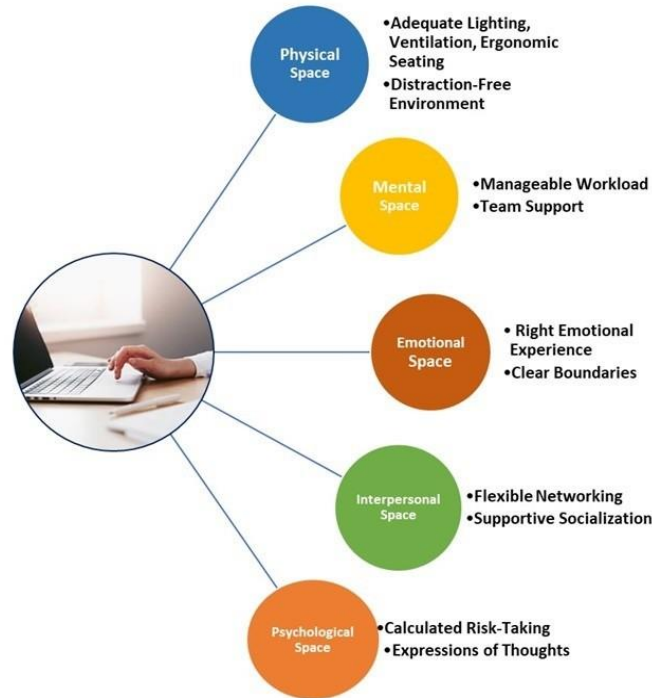 Physical
Space
•Adequate Lighting,
Ventilation, Ergonomic
Seating
•Distraction-Free
Environment
Mental
Space
•Manageable Workload
•Team Support
Emotional
Space
• Right Emotional
Experience
• Clear Boundaries
Interpersonal
Space
•Flexible Networking
•Supportive Socialization
Psychological
Space
•Calculated Risk-Taking
•Expressions of Thoughts